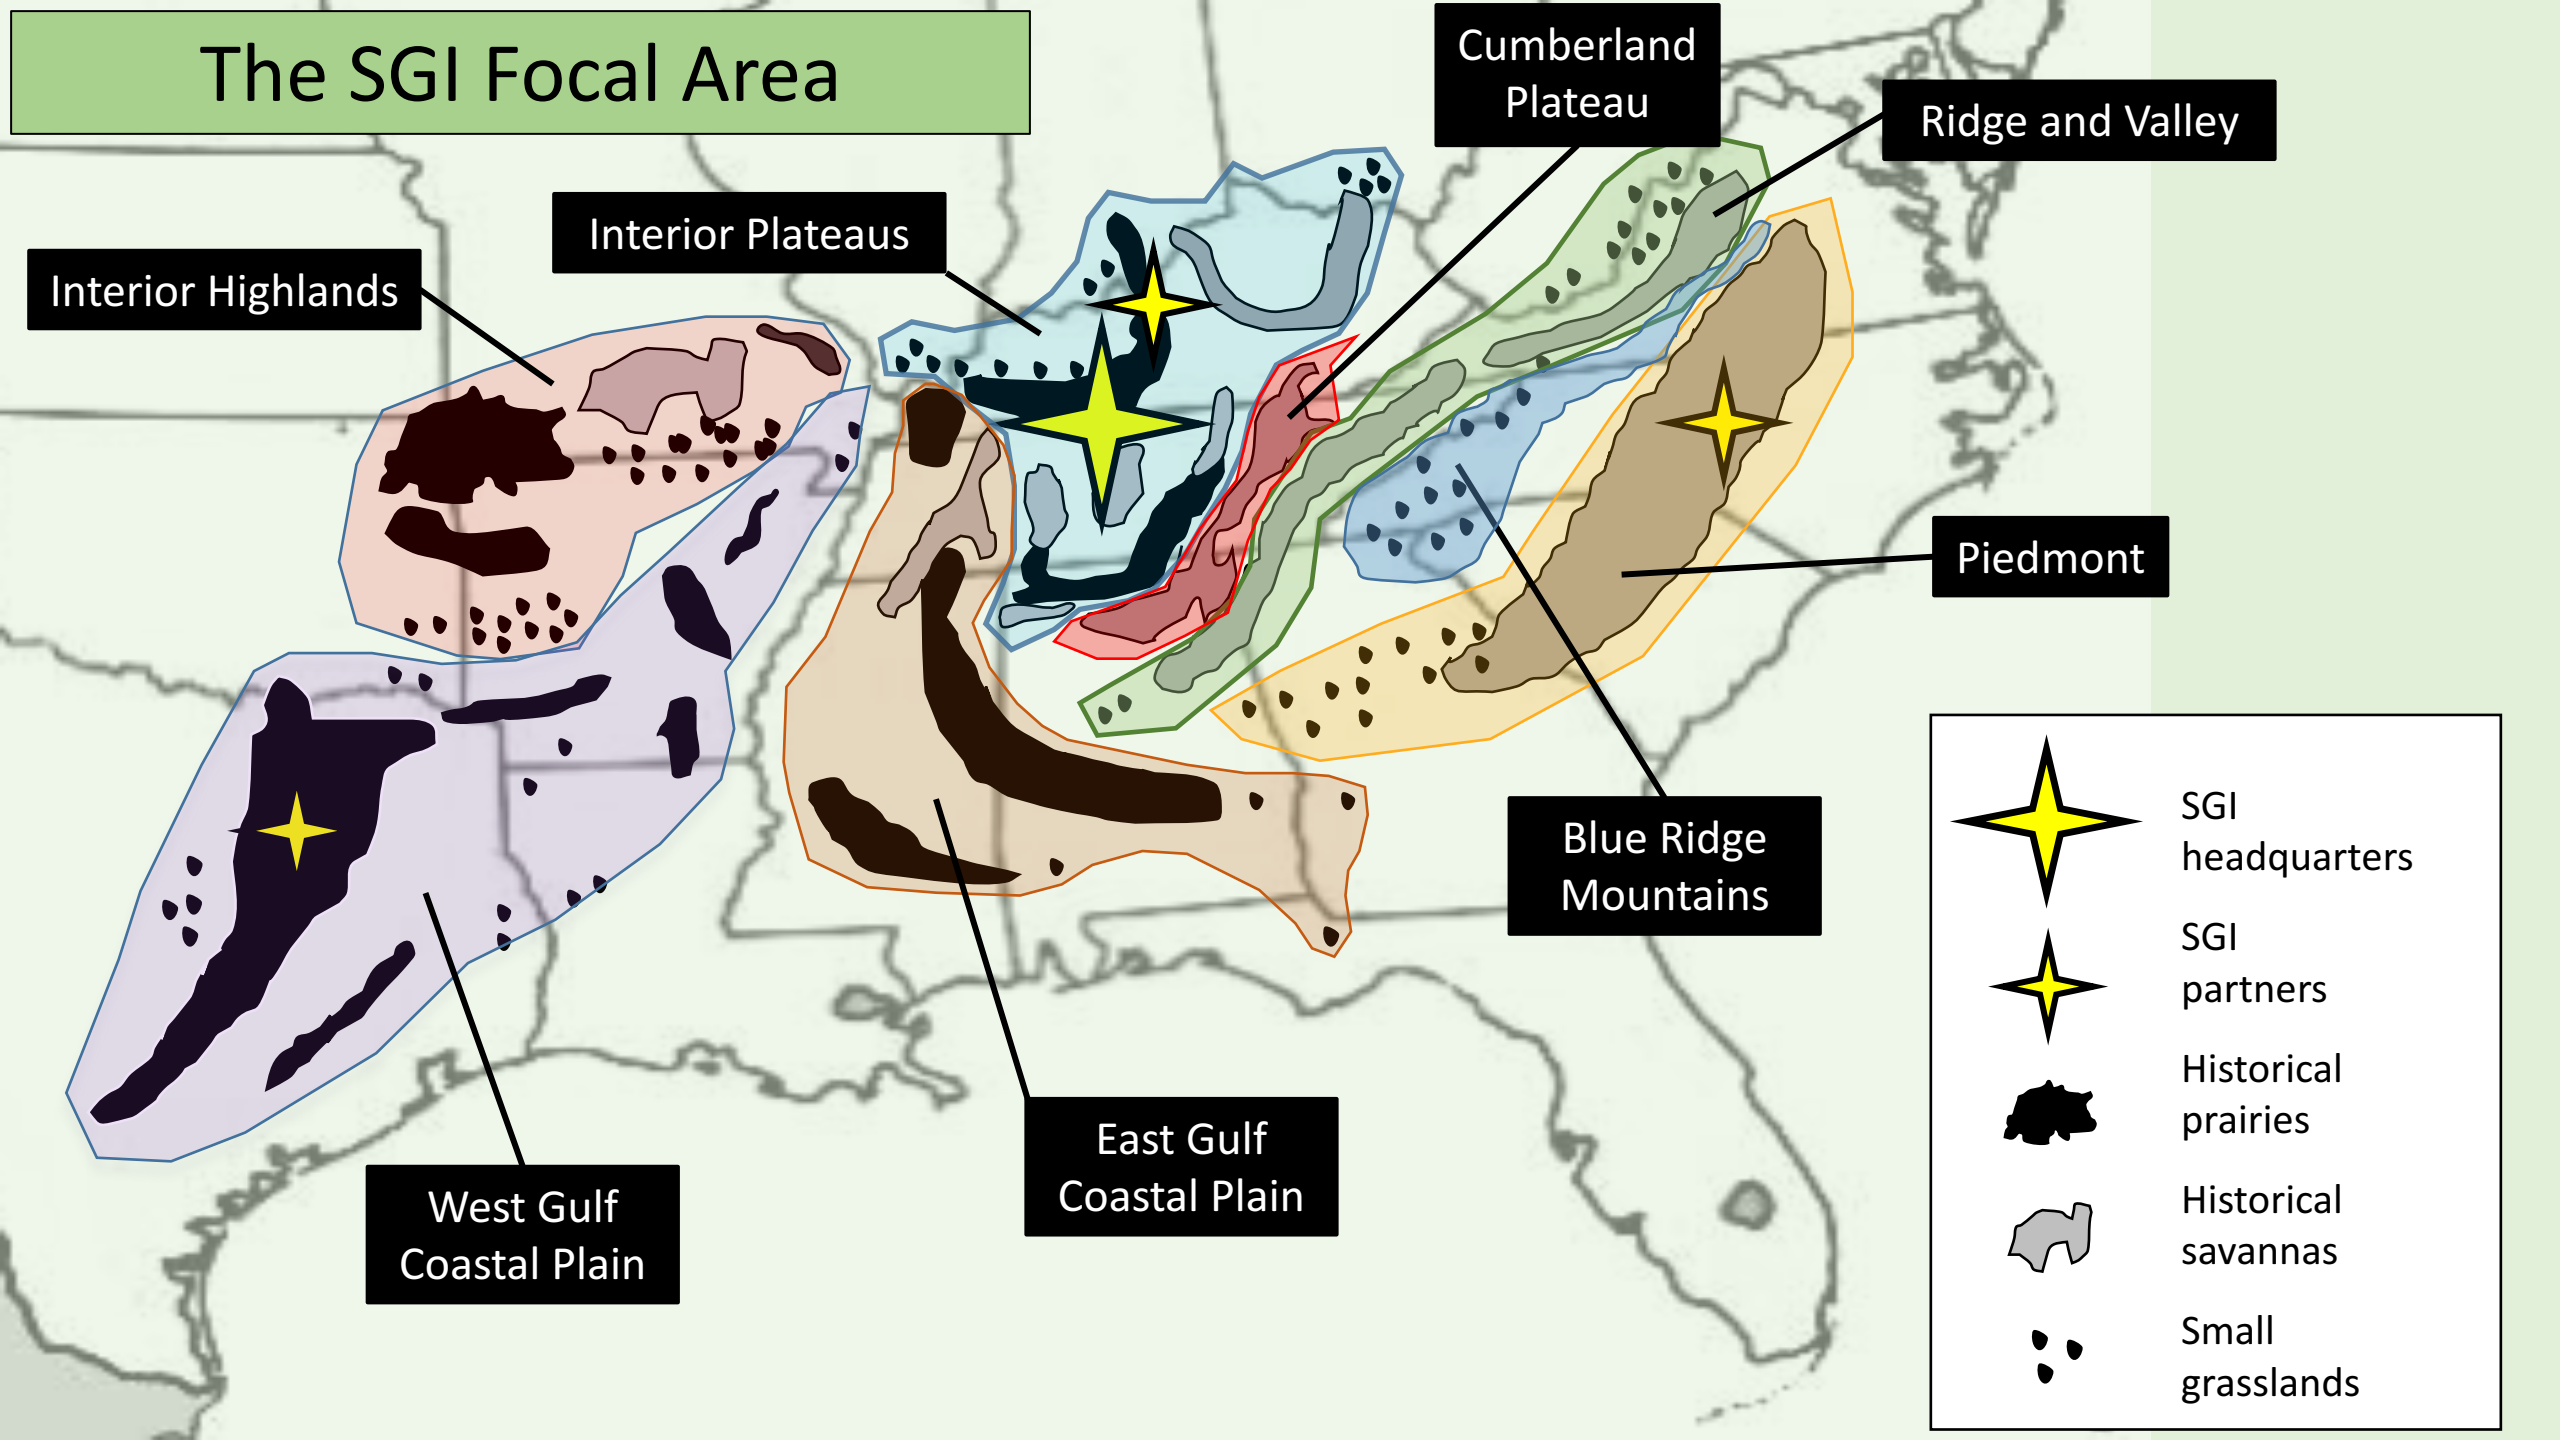 The SGI Focal Area
Cumberland
Plateau
Ridge and Valley
Interior Plateaus
Interior Highlands
Piedmont
Blue Ridge
Mountains
East Gulf
Coastal Plain
West Gulf
Coastal Plain
SGI
headquarters
SGI
partners
Historical
prairies
Historical
savannas
Small
grasslands